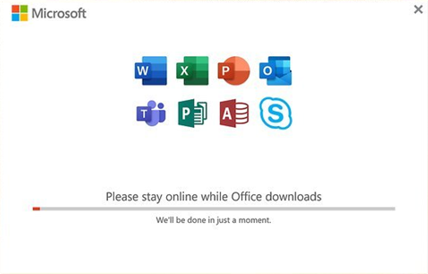 Microsoft
W X P O
T P A S
Please stay online while Office downloads
We'll be done in just a moment.